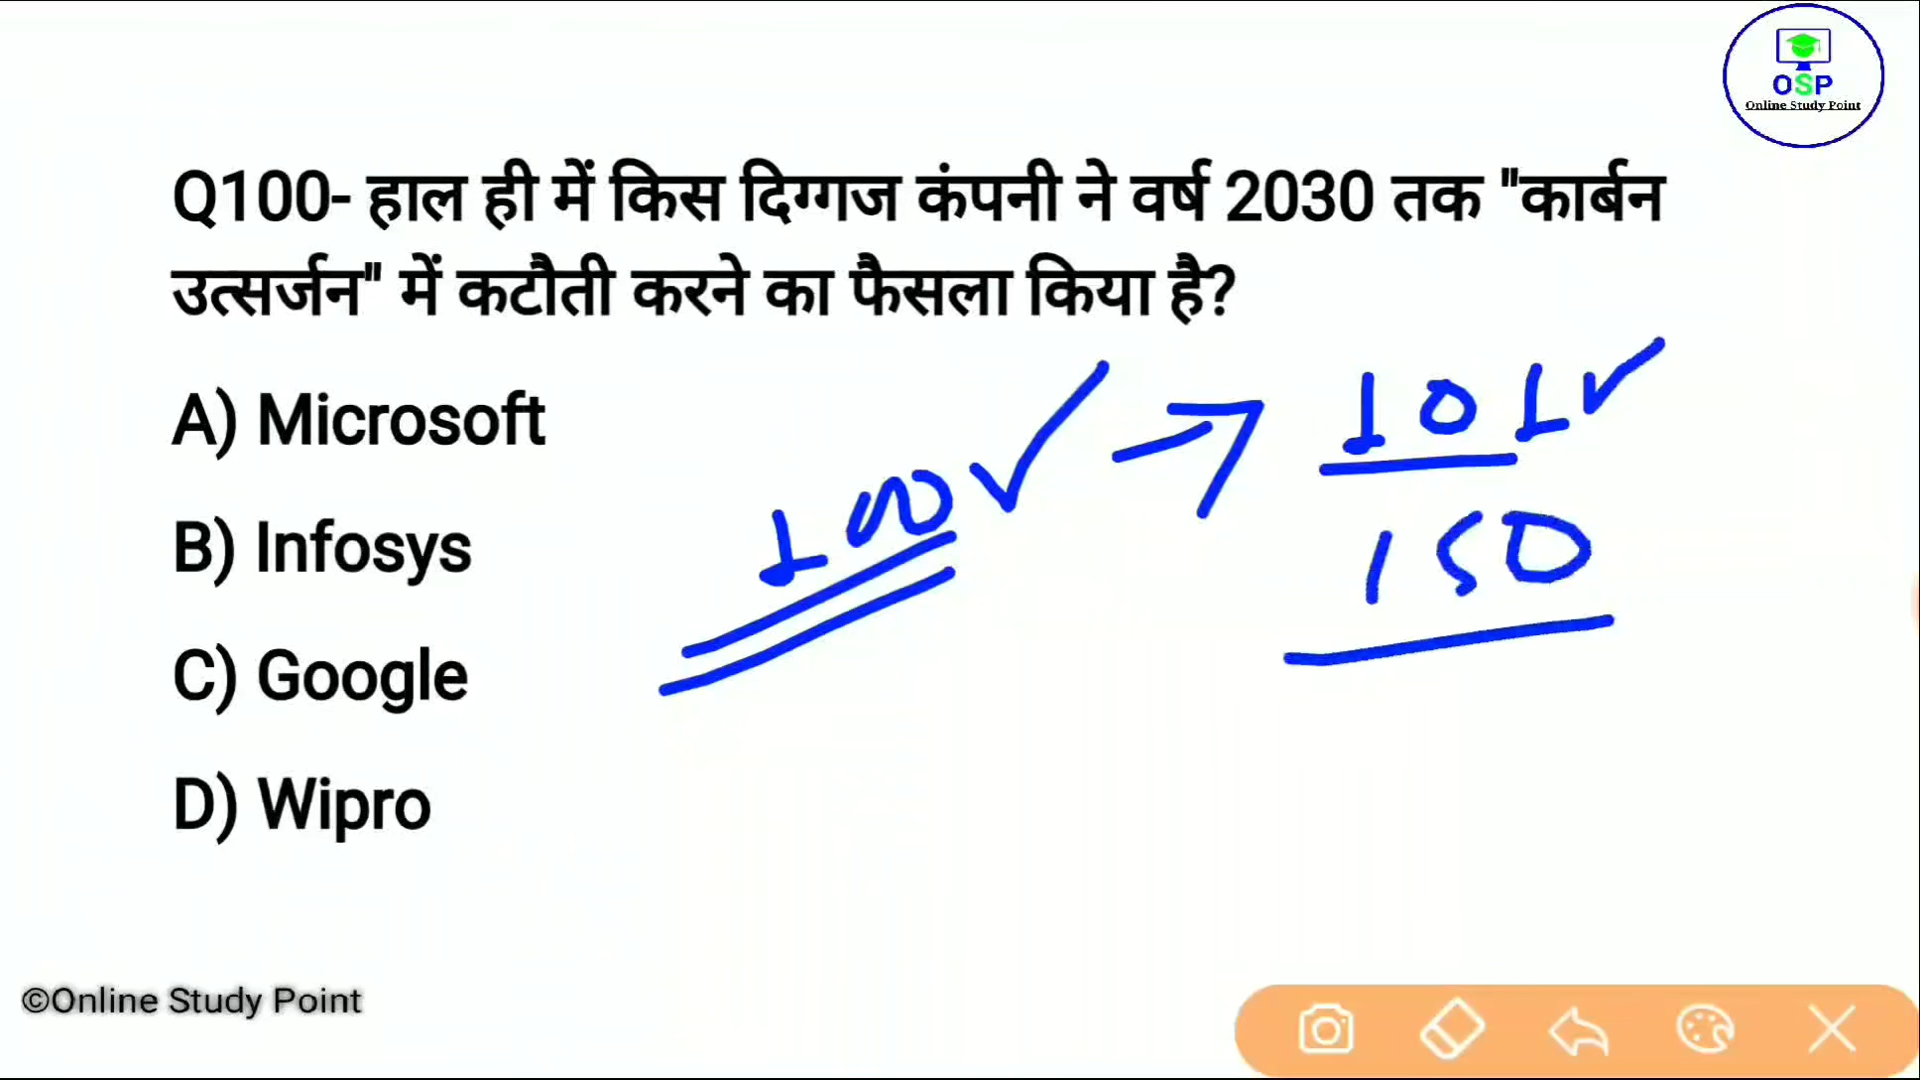 OSP
Online Study Point
Q100- हाल ही में किस दिग्गज कंपनी ने वर्ष 2030 तक "कार्बन
उत्सर्जन" में कटौती करने का फैसला किया है?
A) Microsoft
B) Infosys
C) Google
D) Wipro
100
101
150
©Online Study Point